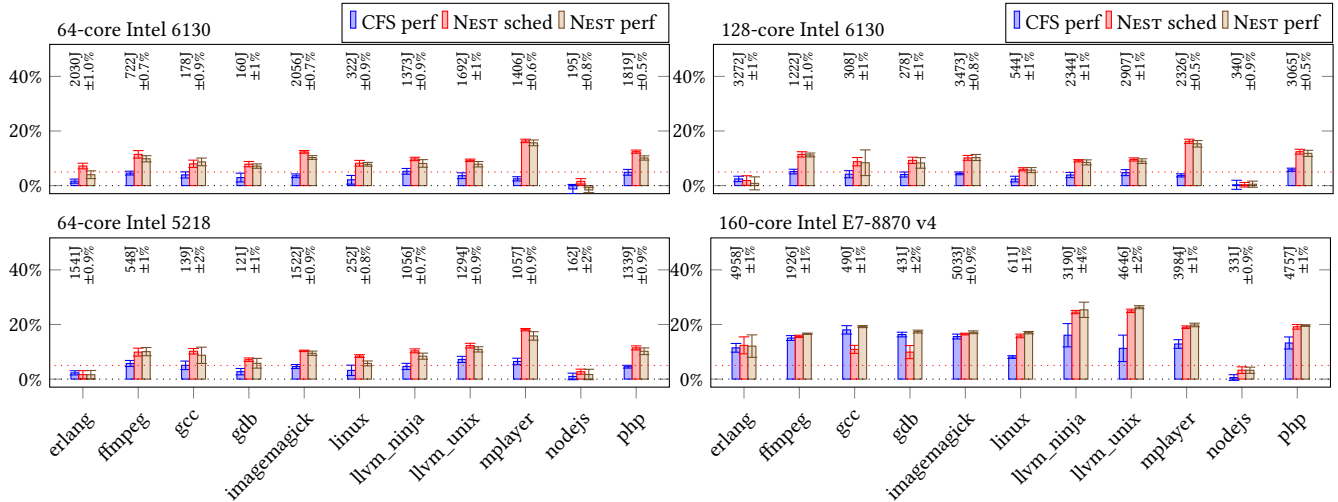 64-core Intel 6130
CFS perf NEST sched NEST perf
40%
20%
0%
2030J ±1.0%
722J ±0.7%
178J ±0.9%
160J ±1%
2056J ±0.7%
322J ±0.9%
1373J ±0.9%
1692J ±1%
1406J ±0.6%
195J ±0.8%
1819J ±0.5%
128-core Intel 6130
CFS perf NEST sched NEST perf
40%
20%
0%
3272J ±1%
1222J ±1.0%
308J ±1%
278J ±1%
3473J ±0.8%
544J ±1%
2344J ±1%
2907J ±1%
2326J ±0.5%
340J ±0.9%
3065J ±0.5%
64-core Intel 5218
40%
20%
0%
1541J ±0.9%
548J ±1%
139J ±2%
121J ±1%
1522J ±0.9%
252J ±0.8%
1056J ±0.7%
1294J ±0.9%
1057J ±0.9%
162J ±2%
1339J ±0.9%
erlang
ffmpeg
gcc
gdb
imagemagick
linux
llvm_ninja
llvm_unix
mplayer
nodejs
php
160-core Intel E7-8870 v4
40%
20%
0%
4958J ±1%
1926J ±1%
490J ±1%
431J ±2%
5033J ±0.9%
611J ±1%
3190J ±4%
4646J ±2%
3984J ±1%
331J ±0.9%
4757J ±1%
erlang
ffmpeg
gcc
gdb
imagemagick
linux
llvm_ninja
llvm_unix
mplayer
nodejs
php